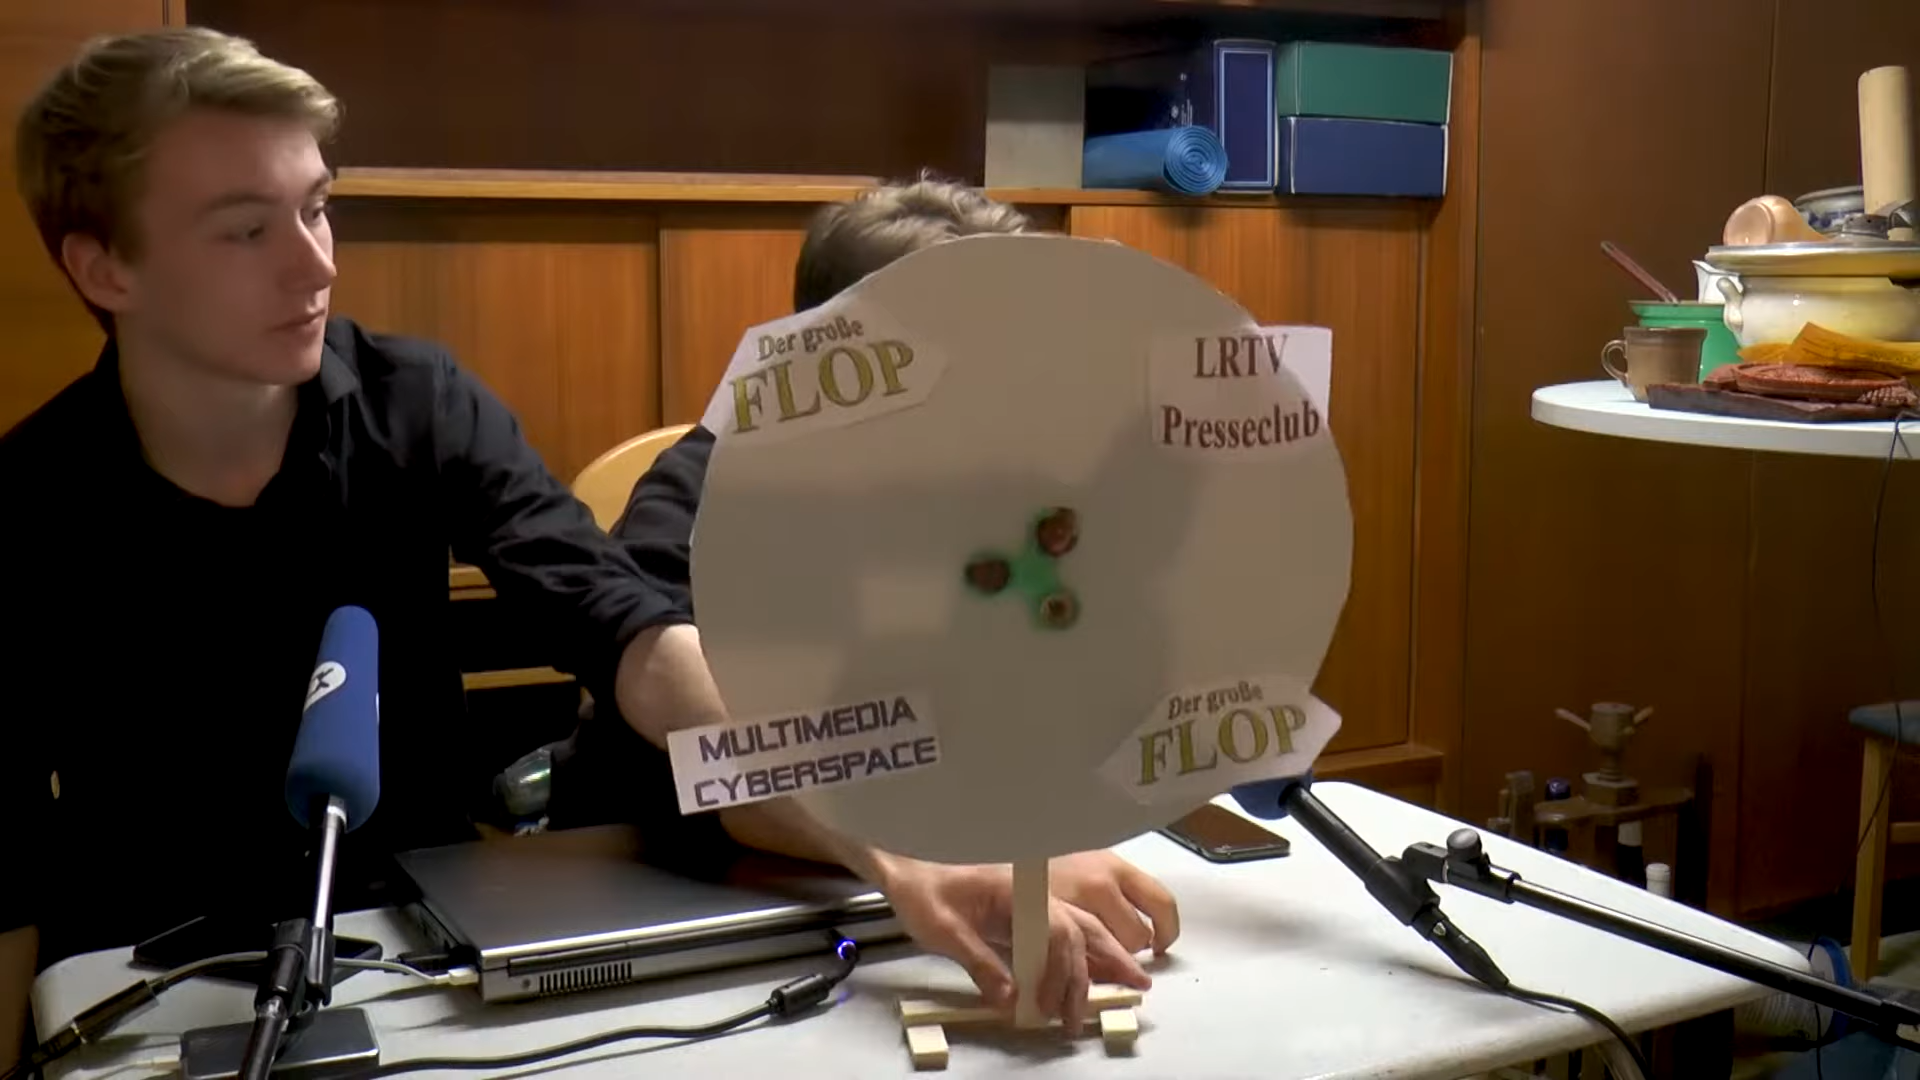 Der große
FLOP
LRTV
Presseclub
MULTIMEDIA
CYBERSPACE
Der große
FLOP